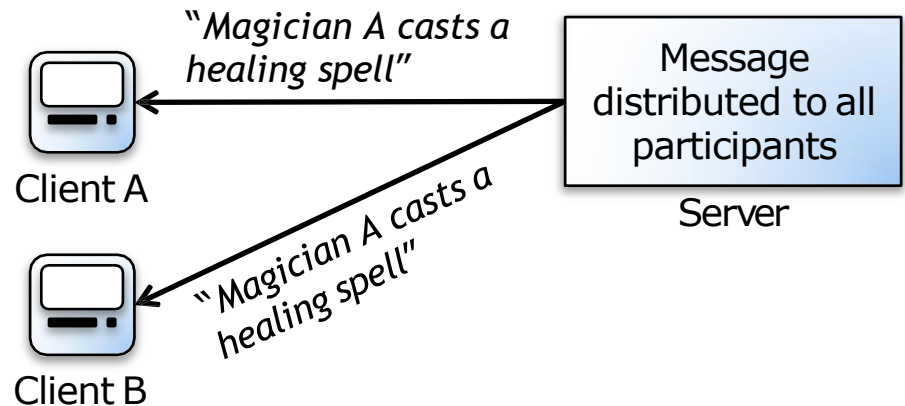 “Magician A casts a
healing spell”
Message
distributed to all
participants
Client A
Server
“Magician A casts a
healing spell”
Client B